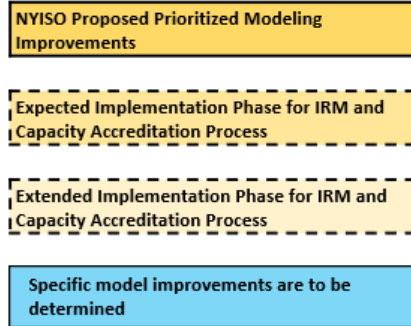 NYISO Proposed Prioritized Modeling
Improvements
Expected Implementation Phase for IRM and
Capacity Accreditation Process
Extended Implementation Phase for IRM and
Capacity Accreditation Process
Specific model improvements are to be
determined